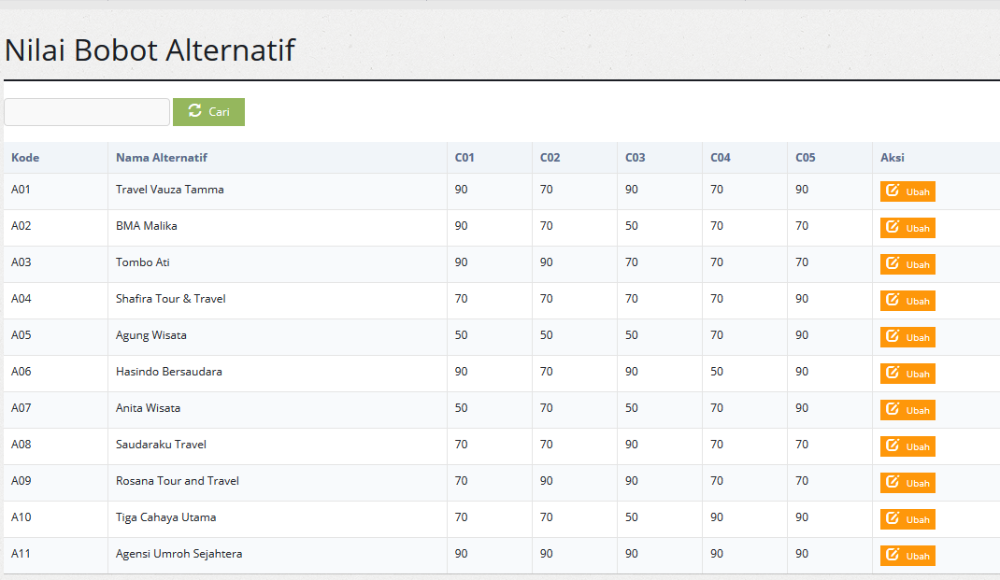 Nilai Bobot Alternatif
Cari
Kode Nama Alternatif C01 C02 C03 C04 C05 Aksi
A01 Travel Vauza Tamma 90 70 90 70 90 Ubah
A02 BMA Malika 90 70 50 70 70 Ubah
A03 Tombo Ati 90 90 70 70 70 Ubah
A04 Shafira Tour & Travel 70 70 70 70 90 Ubah
A05 Agung Wisata 50 50 50 70 90 Ubah
A06 Hasindo Bersaudara 90 70 90 50 90 Ubah
A07 Anita Wisata 50 70 50 70 90 Ubah
A08 Saudaraku Travel 70 70 90 70 70 Ubah
A09 Rosana Tour and Travel 70 90 90 70 70 Ubah
A10 Tiga Cahaya Utama 70 70 50 90 90 Ubah
A11 Agensi Umroh Sejahtera 90 90 90 90 90 Ubah